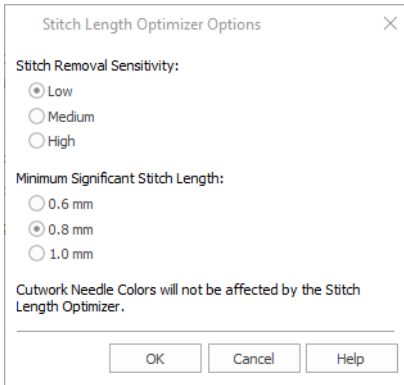 Stitch Length Optimizer Options
Stitch Removal Sensitivity:
Low
Medium
High
Minimum Significant Stitch Length:
0.6 mm
0.8 mm
1.0 mm
Cutwork Needle Colors will not be affected by the Stitch
Length Optimizer.
OK Cancel Help